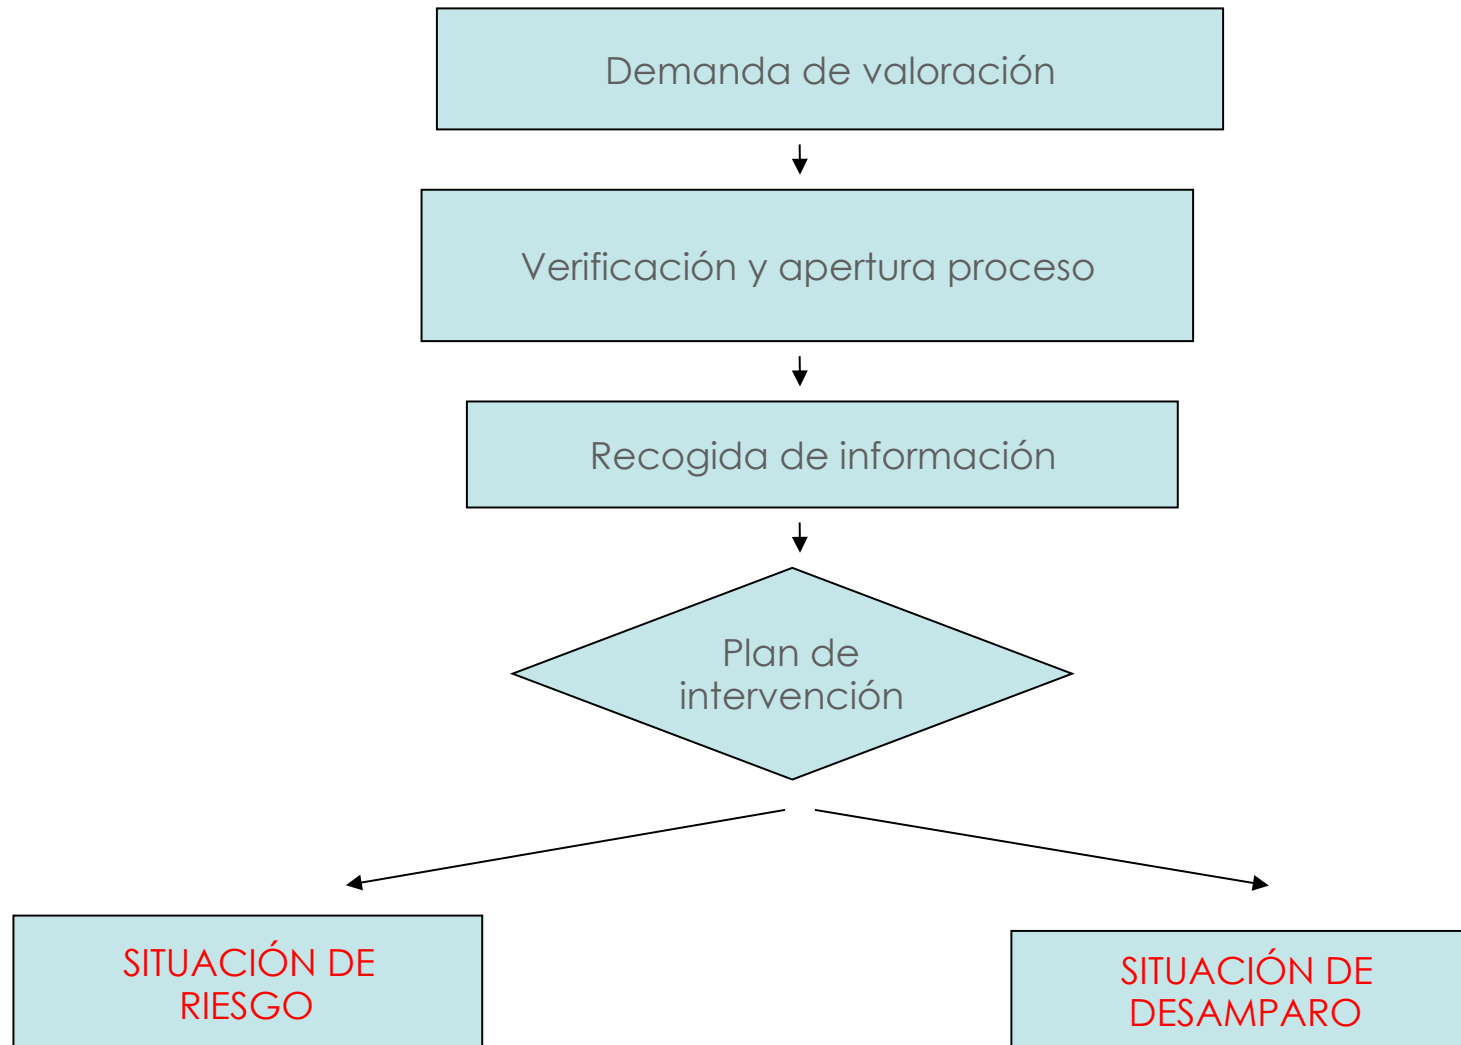 Demanda de valoración
Verificación y apertura proceso
Recogida de información
Plan de
intervención
SITUACIÓN DE
RIESGO
SITUACIÓN DE
DESAMPARO